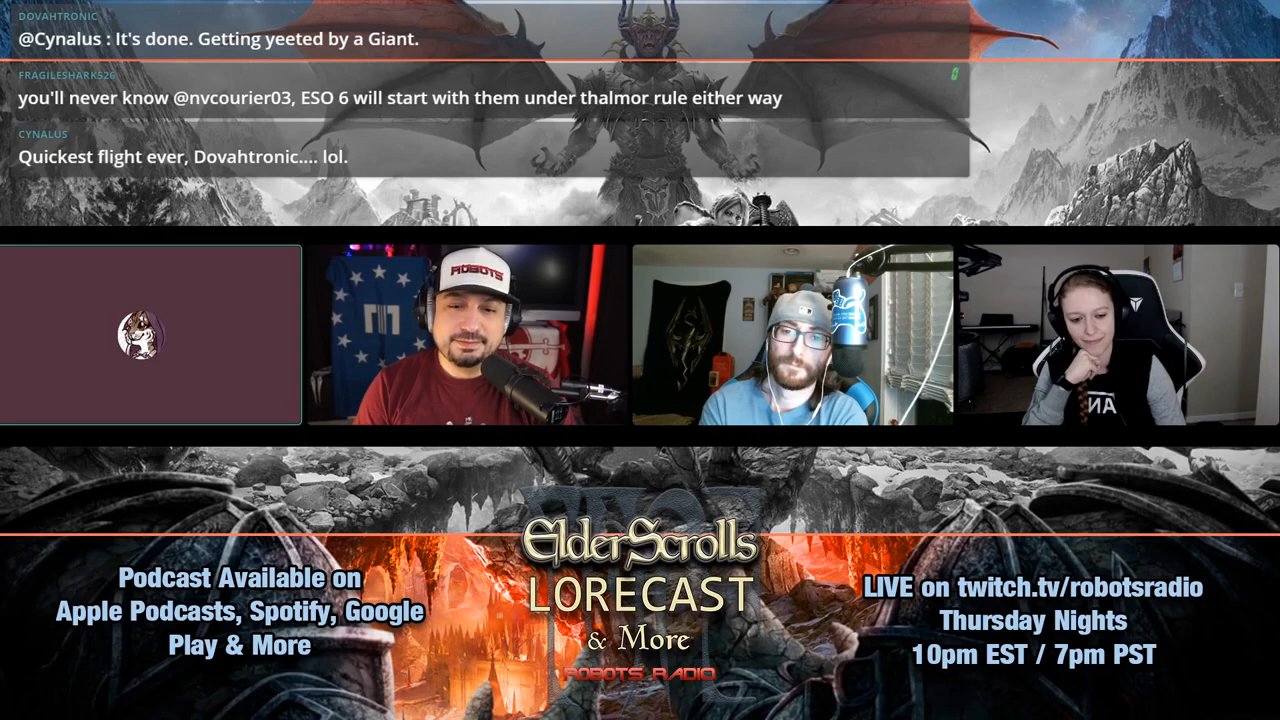 DOVAHTRONIC
@Cynalus : It's done. Getting yeeted by a Giant.
FRAGILESHARK526
you'll never know @nvcourier03, ESO 6 will start with them under thalmor rule either way
CYNALUS
Quickest flight ever, Dovahtronic.... lol.
ROBOTS
AN
Podcast Available on
Apple Podcasts, Spotify, Google
Play & More
ElderScrolls
LORECAST
& More
ROBOTS RADIO
LIVE on twitch.tv/robotsradio
Thursday Nights
10pm EST / 7pm PST